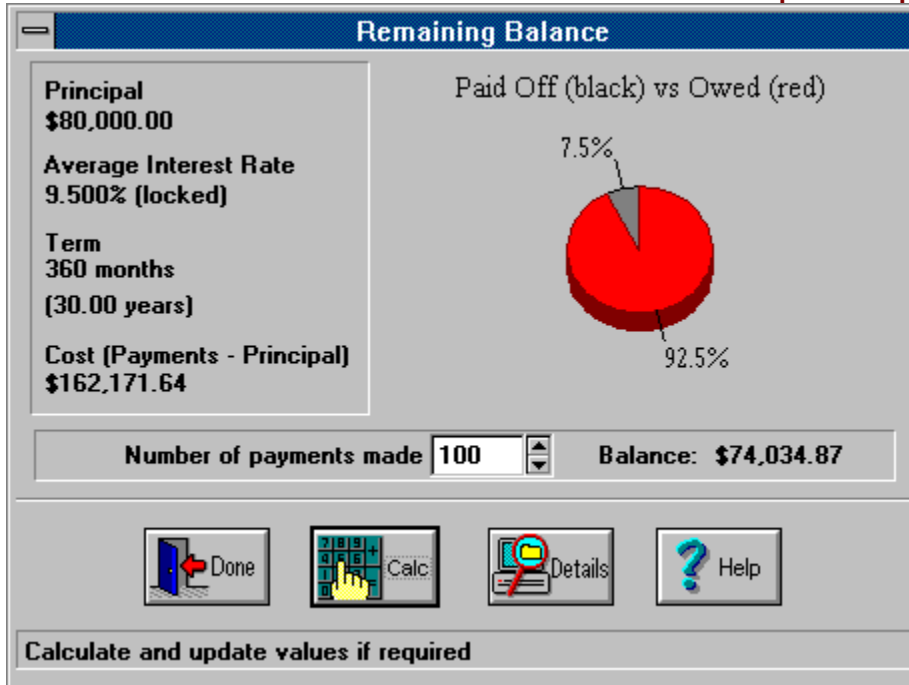 Remaining Balance
Principal
$80,000.00
Average Interest Rate
9.500% (locked)
Term
360 months
(30.00 years)
Cost (Payments - Principal)
$162,171.64
Paid Off (black) vs Owed (red)
7.5%
92.5%
Number of payments made 100 Balance: $74,034.87
Done Calc Details Help
Calculate and update values if required